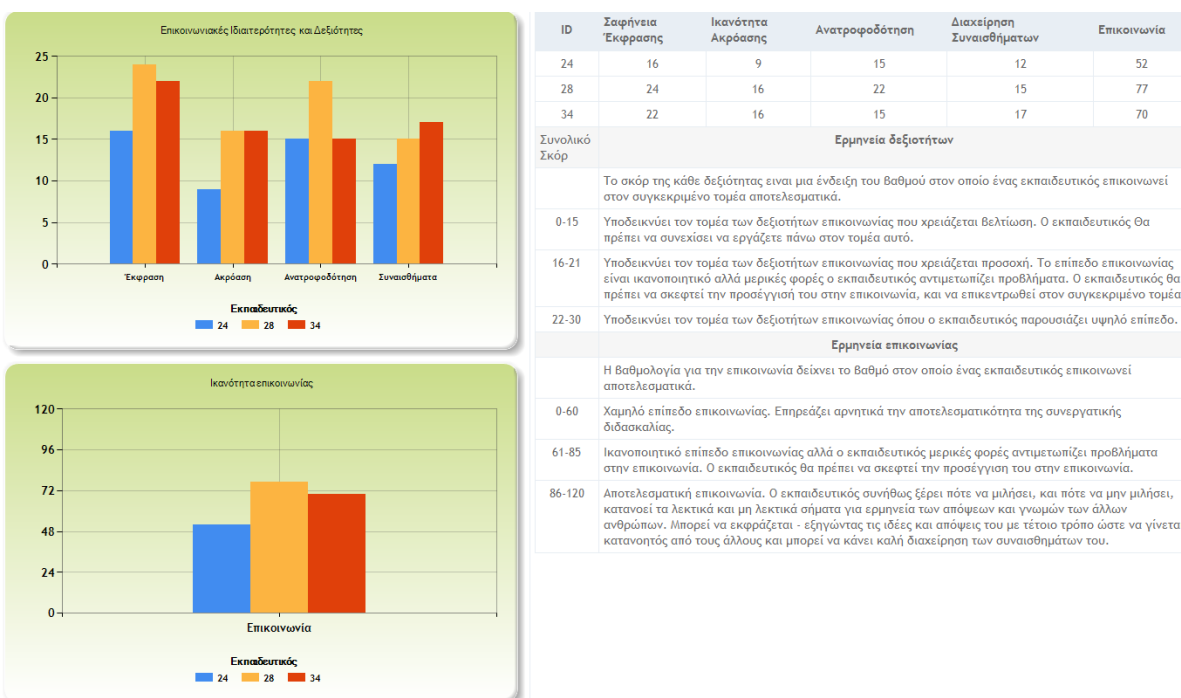 Επικοινωνιακές Ιδιαιτερότητες και Δεξιότητες
25
20
15
10
5
0
Έκφραση Ακρόαση Ανατροφοδότηση Συναισθήματα
Εκπαιδευτικός
24 28 34
Ικανότητα επικοινωνίας
120
96
72
48
24
0
Επικοινωνία
Εκπαιδευτικός
24 28 34
ID Σαφήνεια Έκφρασης Ικανότητα Ακρόασης Ανατροφοδότηση Διαχείρηση Συναισθήματων Επικοινωνία
24 16 9 15 12 52
28 24 16 22 15 77
34 22 16 15 17 70
Συνολικό Σκόρ Ερμηνεία δεξιοτήτων
Το σκόρ της κάθε δεξιότητας ειναι μια ένδειξη του βαθμού στον οποίο ένας εκπαιδευτικός επικοινωνεί
στον συγκεκριμένο τομέα αποτελεσματικά.
0-15 Υποδεικνύει τον τομέα των δεξιοτήτων επικοινωνίας που χρειάζεται βελτίωση. Ο εκπαιδευτικός θα
πρέπει να συνεχίσει να εργάζετε πάνω στον τομέα αυτό.
16-21 Υποδεικνύει τον τομέα των δεξιοτήτων επικοινωνίας που χρειάζεται προσοχή. Το επίπεδο επικοινωνίας
είναι ικανοποιητικό αλλά μερικές φορές ο εκπαιδευτικός αντιμετωπίζει προβλήματα. Ο εκπαιδευτικός θα
πρέπει να σκεφτεί την προσέγγισή του στην επικοινωνία, και να επικεντρωθεί στον συγκεκριμένο τομέα
22-30 Υποδεικνύει τον τομέα των δεξιοτήτων επικοινωνίας όπου ο εκπαιδευτικός παρουσιάζει υψηλό επίπεδο.
Ερμηνεία επικοινωνίας
Η βαθμολογία για την επικοινωνία δείχνει το βαθμό στον οποίο ένας εκπαιδευτικός επικοινωνεί
αποτελεσματικά.
0-60 Χαμηλό επίπεδο επικοινωνίας. Επηρεάζει αρνητικά την αποτελεσματικότητα της συνεργατικής
διδασκαλίας.
61-85 Ικανοποιητικό επίπεδο επικοινωνίας αλλά ο εκπαιδευτικός μερικές φορές αντιμετωπίζει προβλήματα
στην επικοινωνία. Ο εκπαιδευτικός θα πρέπει να σκεφτεί την προσέγγιση του στην επικοινωνία.
86-120 Αποτελεσματική επικοινωνία. Ο εκπαιδευτικός συνήθως ξέρει πότε να μιλήσει, και πότε να μην μιλήσει,
κατανοεί τα λεκτικά και μη λεκτικά σήματα για ερμηνεία των απόψεων και γνωμών των άλλων
ανθρώπων. Μπορεί να εκφράζεται - εξηγώντας τις ιδέες και απόψεις του με τέτοιο τρόπο ώστε να γίνετα
κατανοητός από τους άλλους και μπορεί να κάνει καλή διαχείρηση των συναισθημάτων του.